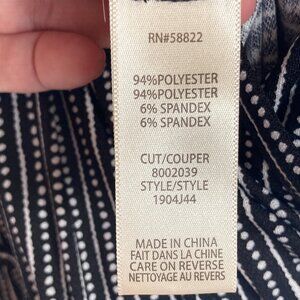 RN#58822
94%POLYESTER
94%POLYESTER
6% SPANDEX
6% SPANDEX
CUT/COUPER
8002039
STYLE/STYLE
1904J44
MADE IN CHINA
FAIT DANS LA CHINE
CARE ON REVERSE
NETTOYAGE AU REVERS